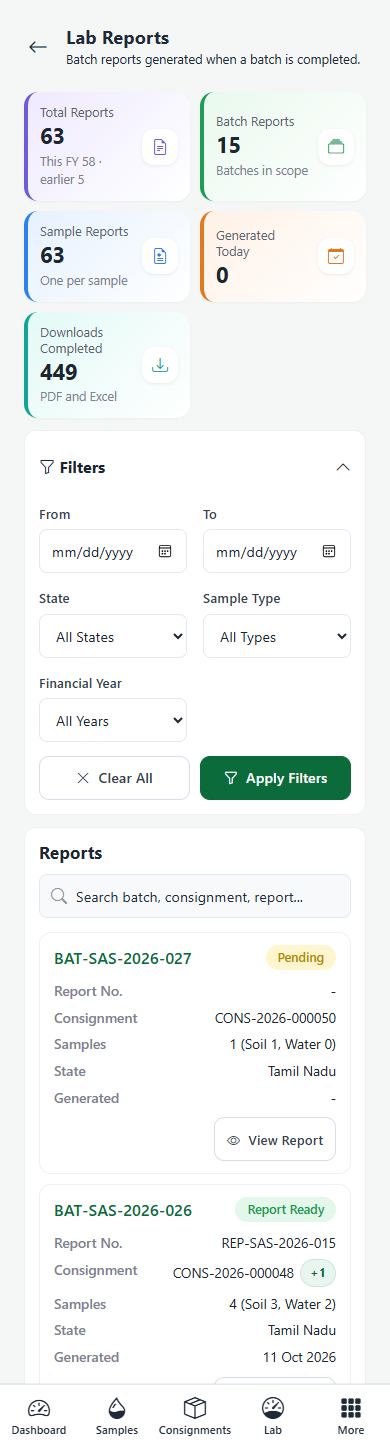 Lab Reports
Batch reports generated when a batch is completed.
Total Reports
63
This FY 58 ·
earlier 5
Batch Reports
15
Batches in scope
Sample Reports
63
One per sample
Generated
Today
0
Downloads
Completed
449
PDF and Excel
Filters
From To
mm/dd/yyyy mm/dd/yyyy
State Sample Type
All States All Types
Financial Year
All Years
Clear All Apply Filters
Reports
Search batch, consignment, report...
BAT-SAS-2026-027 Pending
Report No. -
Consignment CONS-2026-000050
Samples 1 (Soil 1, Water 0)
State Tamil Nadu
Generated -
View Report
BAT-SAS-2026-026 Report Ready
Report No. REP-SAS-2026-015
Consignment CONS-2026-000048 +1
Samples 4 (Soil 3, Water 2)
State Tamil Nadu
Generated 11 Oct 2026
Dashboard Samples Consignments Lab More